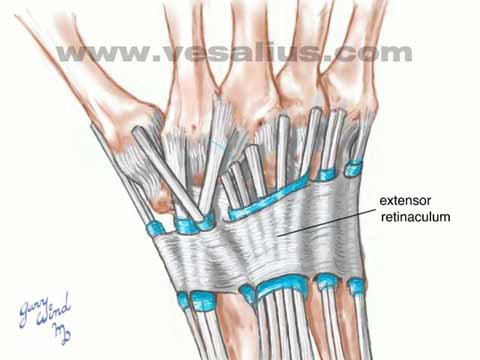 www.vesalius.com
extensor
retinaculum
Gary
Wind
MD